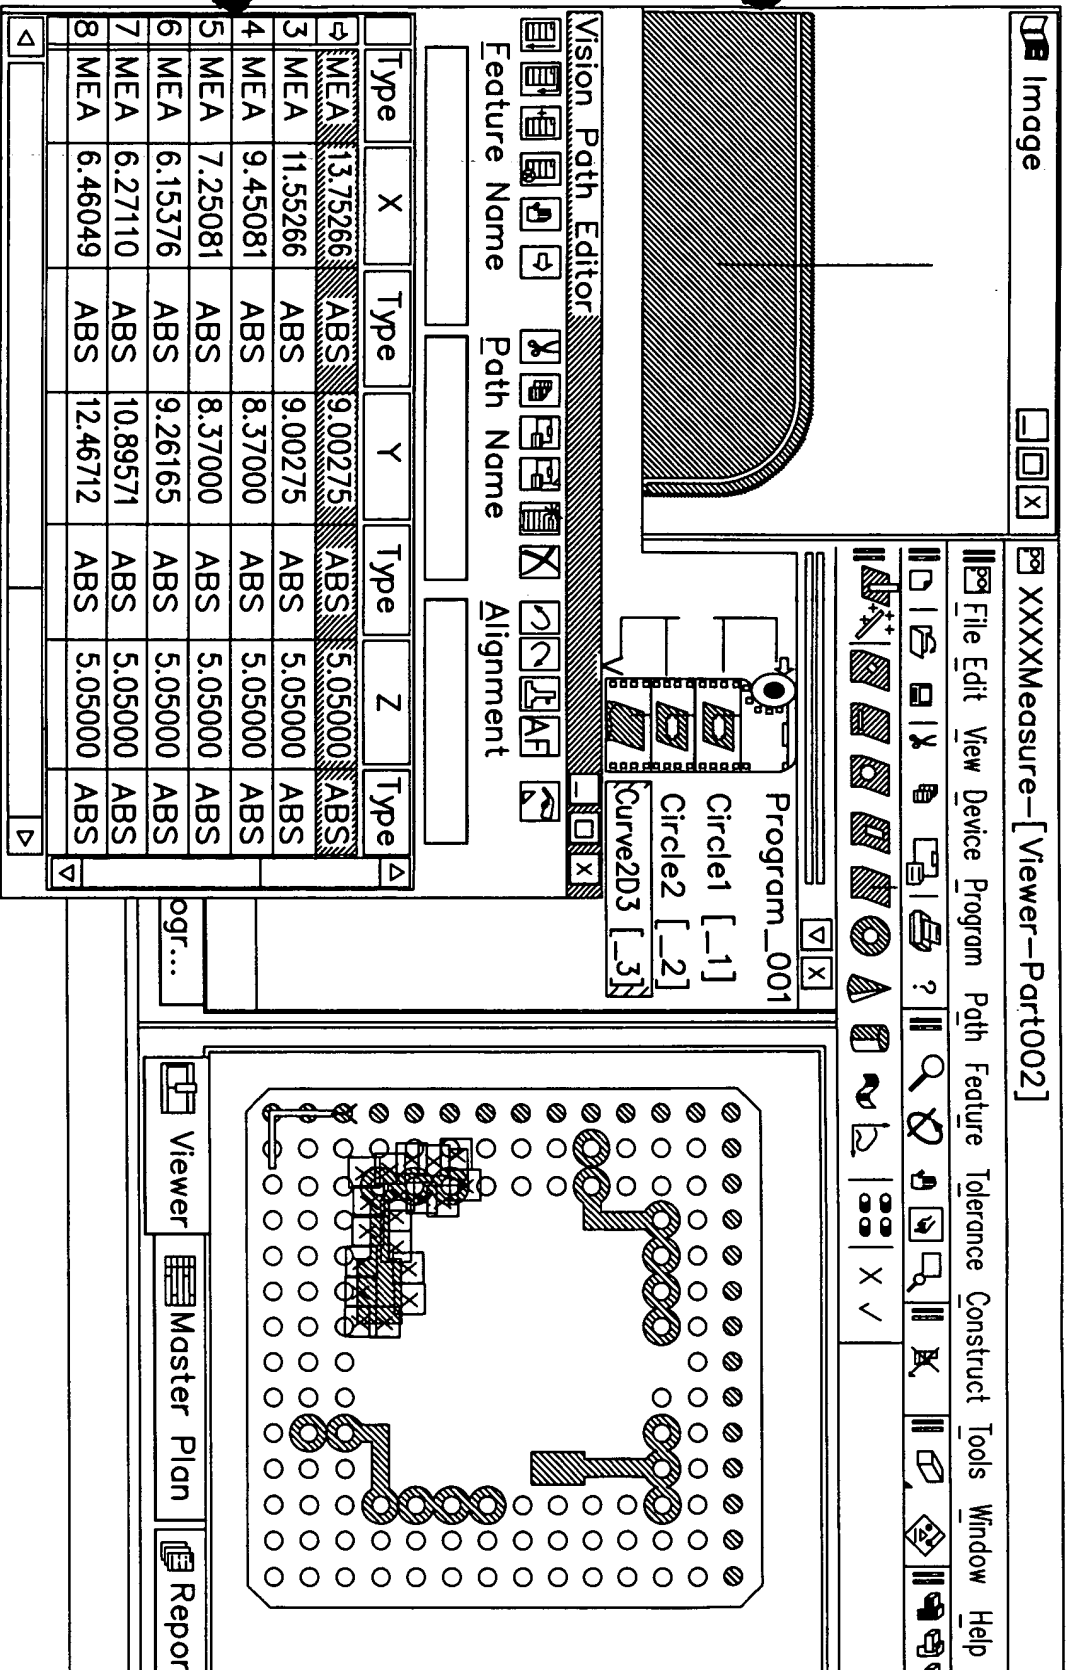 XXXXMeasure–[Viewer–Part002]
File Edit View Device Program Path Feature Tolerance Construct Tools Window Help
?
X
Image
_ X
X
Program_001
Circle1 [_1]
Circle2 [_2]
Curve2D3 [_3]
Vision Path Editor
_ X
AF
Feature Name Path Name Alignment
Type X Type Y Type Z Type
MEA 13.75266 ABS 9.00275 ABS 5.05000 ABS
3 MEA 11.55266 ABS 9.00275 ABS 5.05000 ABS
4 MEA 9.45081 ABS 8.37000 ABS 5.05000 ABS
5 MEA 7.25081 ABS 8.37000 ABS 5.05000 ABS
6 MEA 6.15376 ABS 9.26165 ABS 5.05000 ABS
7 MEA 6.27110 ABS 10.89571 ABS 5.05000 ABS
8 MEA 6.46049 ABS 12.46712 ABS 5.05000 ABS
ogr...
Viewer Master Plan Repor